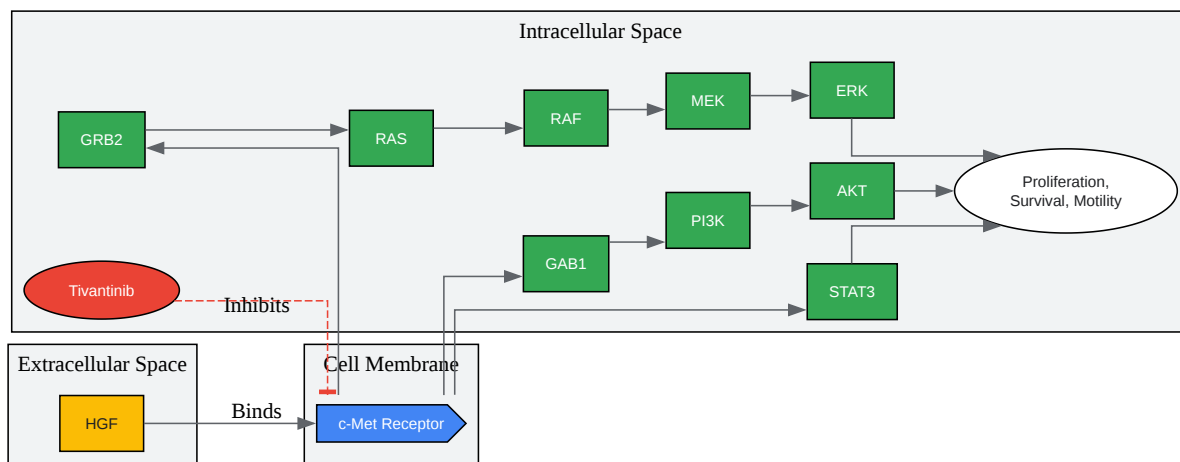 Intracellular Space
ERK
MEK
RAF
RAS
GRB2
Proliferation,
Survival, Motility
AKT
PI3K
GAB1
STAT3
Tivantinib
Inhibits
Extracellular Space
Cell Membrane
HGF
Binds
c-Met Receptor